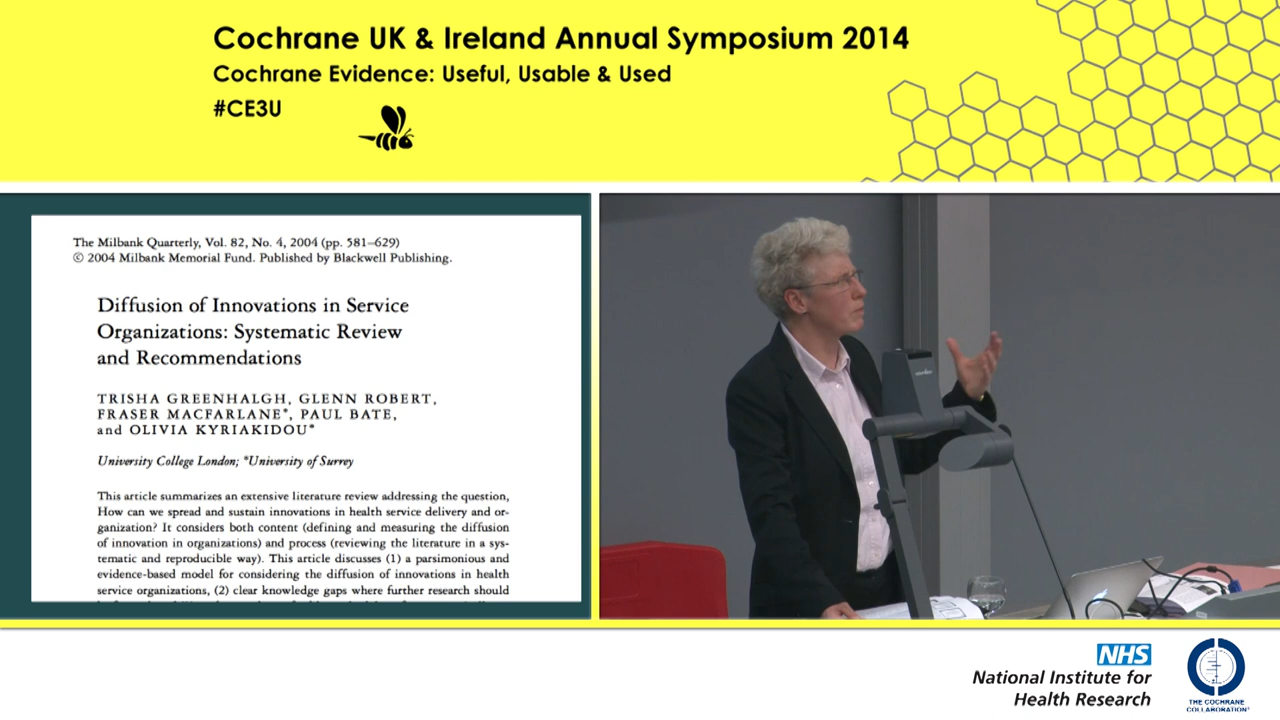 Cochrane UK & Ireland Annual Symposium 2014
Cochrane Evidence: Useful, Usable & Used
#CE3U
The Milbank Quarterly, Vol. 82, No. 4, 2004 (pp. 581–629)
© 2004 Milbank Memorial Fund. Published by Blackwell Publishing.
Diffusion of Innovations in Service
Organizations: Systematic Review
and Recommendations
TRISHA GREENHALGH, GLENN ROBERT,
FRASER MACFARLANE*, PAUL BATE,
and OLIVIA KYRIAKIDOU*
University College London; *University of Surrey
This article summarizes an extensive literature review addressing the question,
How can we spread and sustain innovations in health service delivery and or-
ganization? It considers both content (defining and measuring the diffusion
of innovation in organizations) and process (reviewing the literature in a sys-
tematic and reproducible way). This article discusses (1) a parsimonious and
evidence-based model for considering the diffusion of innovations in health
service organizations, (2) clear knowledge gaps where further research should
NHS
National Institute for
Health Research
THE COCHRANE
COLLABORATION®